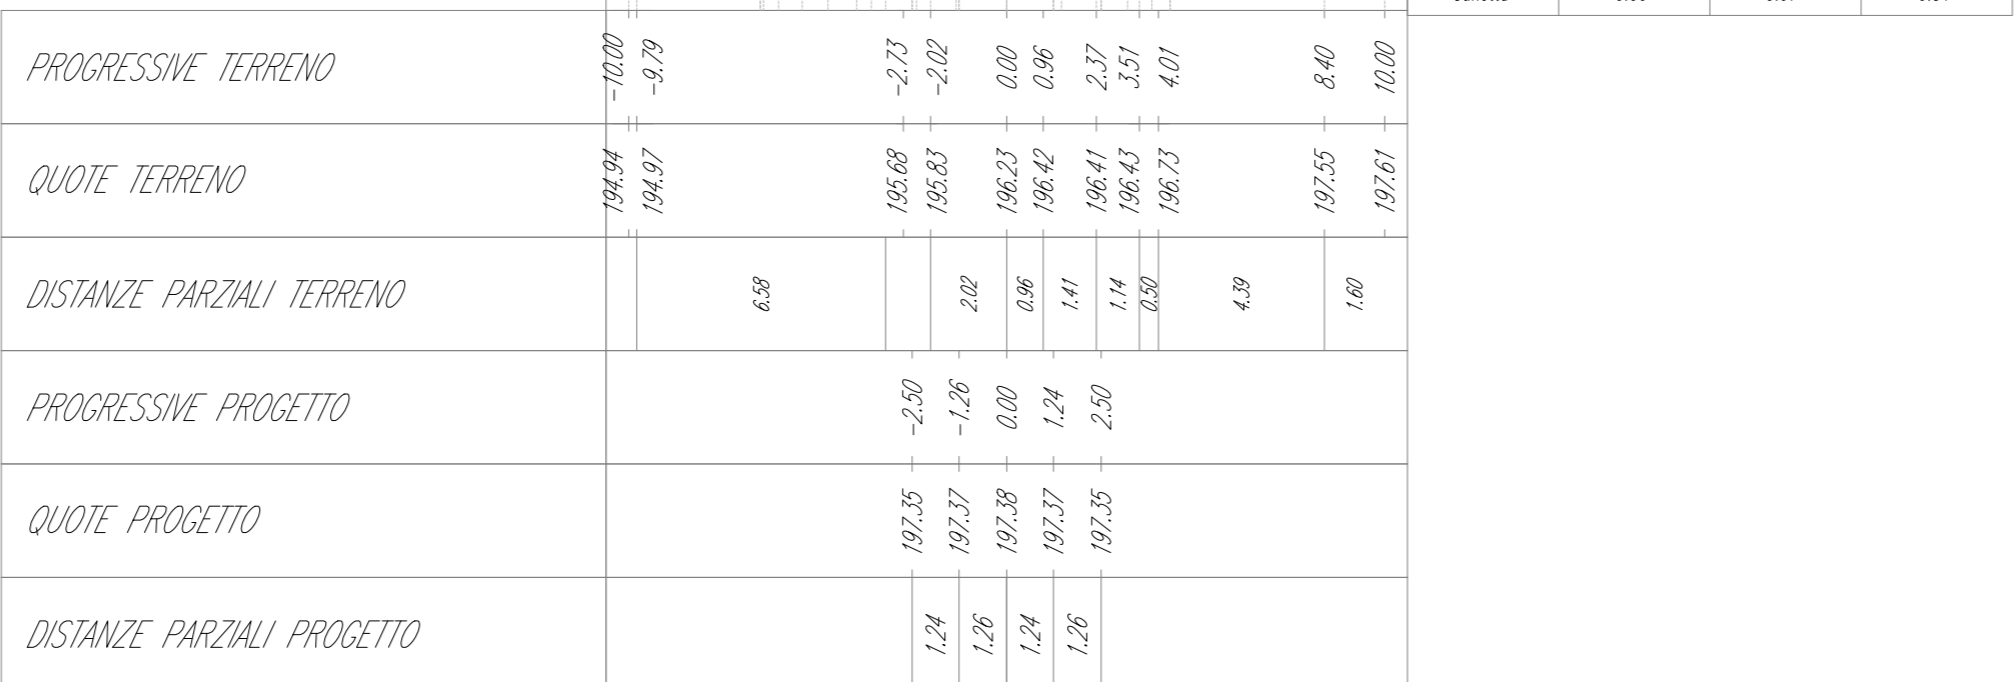 PROGRESSIVE TERRENO -10.00 -9.79 -2.73 -2.02 0.00 0.96 2.37 3.51 4.01 8.40 10.00
QUOTE TERRENO 194.94 194.97 195.68 195.83 196.23 196.42 196.41 196.43 196.73 197.55 197.61
DISTANZE PARZIALI TERRENO 6.58 2.02 0.96 1.41 1.14 0.50 4.39 1.60
PROGRESSIVE PROGETTO -2.50 -1.26 0.00 1.24 2.50
QUOTE PROGETTO 197.35 197.37 197.38 197.37 197.35
DISTANZE PARZIALI PROGETTO 1.24 1.26 1.24 1.26